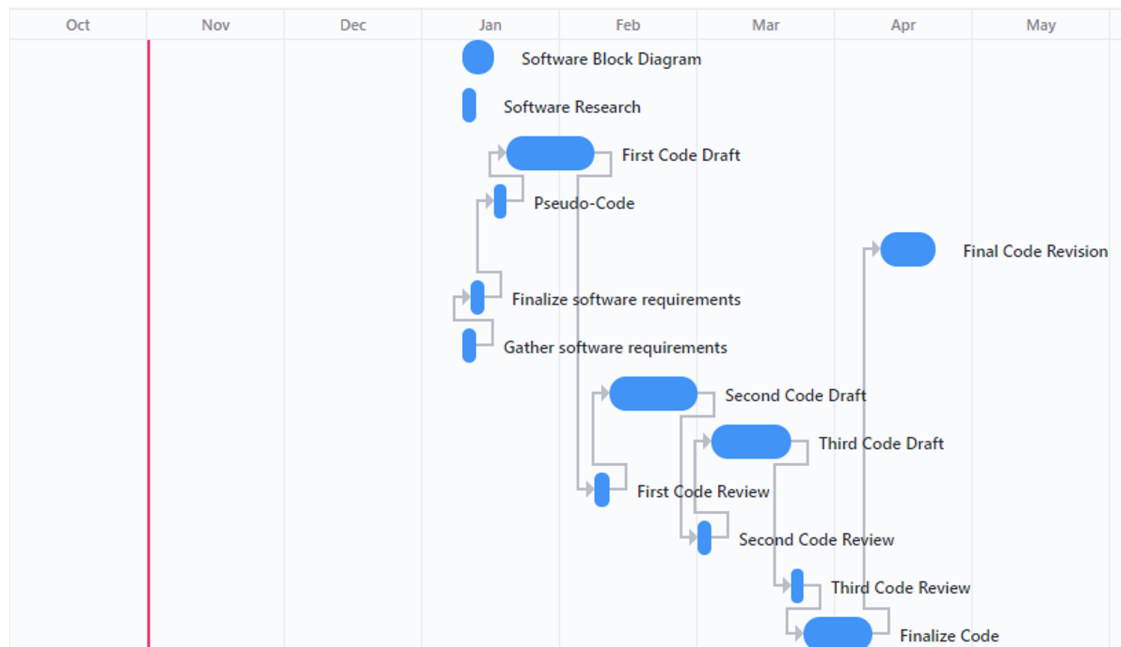 Oct Nov Dec Jan Feb Mar Apr May
Software Block Diagram
Software Research
First Code Draft
Pseudo-Code
Final Code Revision
Finalize software requirements
Gather software requirements
Second Code Draft
Third Code Draft
First Code Review
Second Code Review
Third Code Review
Finalize Code